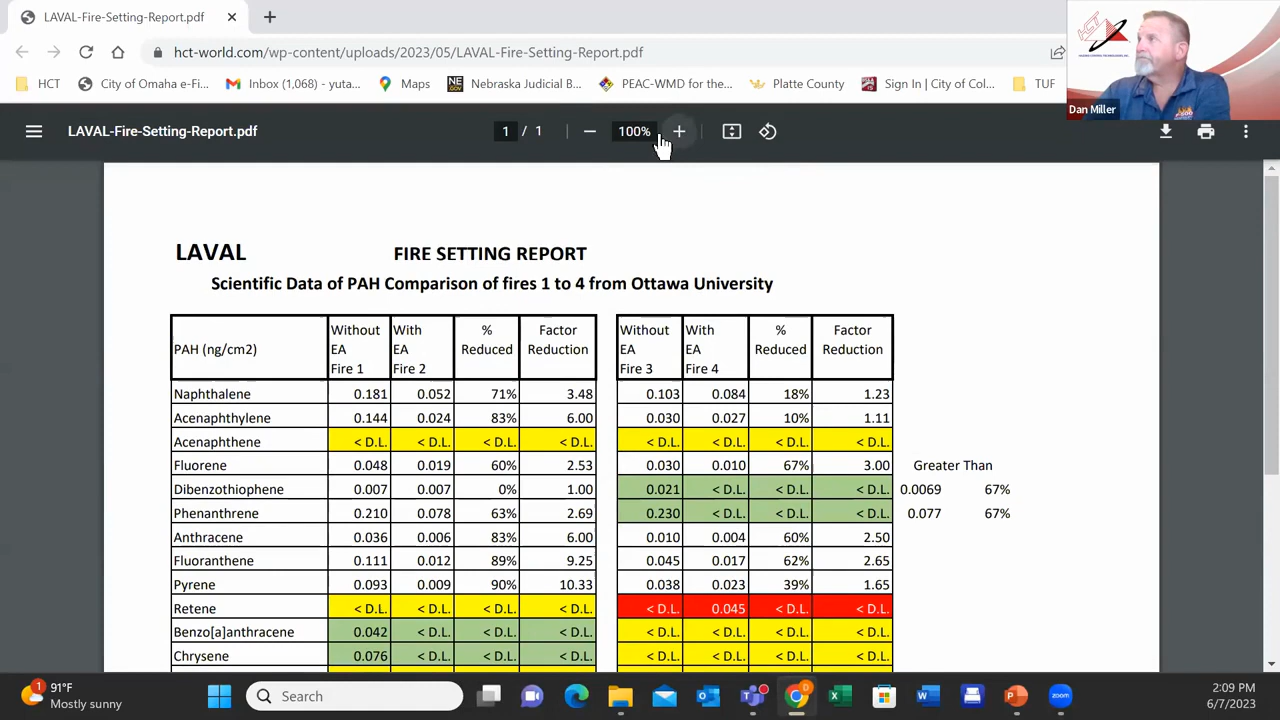 LAVAL-Fire-Setting-Report.pdf
hct-world.com/wp-content/uploads/2023/05/LAVAL-Fire-Setting-Report.pdf
HCT City of Omaha e-Fi... Inbox (1,068) – yuta... Maps Nebraska Judicial B... PEAC-WMD for the... Platte County Sign In | City of Col... TUF
HCT
Dan Miller
LAVAL-Fire-Setting-Report.pdf 1 / 1 100%
LAVAL FIRE SETTING REPORT
Scientific Data of PAH Comparison of fires 1 to 4 from Ottawa University
PAH (ng/cm2) Without EA Fire 1 With EA Fire 2 % Reduced Factor Reduction Without EA Fire 3 With EA Fire 4 % Reduced Factor Reduction
Naphthalene 0.181 0.052 71% 3.48 0.103 0.084 18% 1.23
Acenaphthylene 0.144 0.024 83% 6.00 0.030 0.027 10% 1.11
Acenaphthene < D.L. < D.L. < D.L. < D.L. < D.L. < D.L. < D.L. < D.L.
Fluorene 0.048 0.019 60% 2.53 0.030 0.010 67% 3.00 Greater Than
Dibenzothiophene 0.007 0.007 0% 1.00 0.021 < D.L. < D.L. < D.L. 0.0069 67%
Phenanthrene 0.210 0.078 63% 2.69 0.230 < D.L. < D.L. < D.L. 0.077 67%
Anthracene 0.036 0.006 83% 6.00 0.010 0.004 60% 2.50
Fluoranthene 0.111 0.012 89% 9.25 0.045 0.017 62% 2.65
Pyrene 0.093 0.009 90% 10.33 0.038 0.023 39% 1.65
Retene < D.L. < D.L. < D.L. < D.L. < D.L. 0.045 < D.L. < D.L.
Benzo[a]anthracene 0.042 < D.L. < D.L. < D.L. < D.L. < D.L. < D.L. < D.L.
Chrysene 0.076 < D.L. < D.L. < D.L. < D.L. < D.L. < D.L. < D.L.
1 91°F
Mostly sunny
Search
D
zoom
2:09 PM
6/7/2023